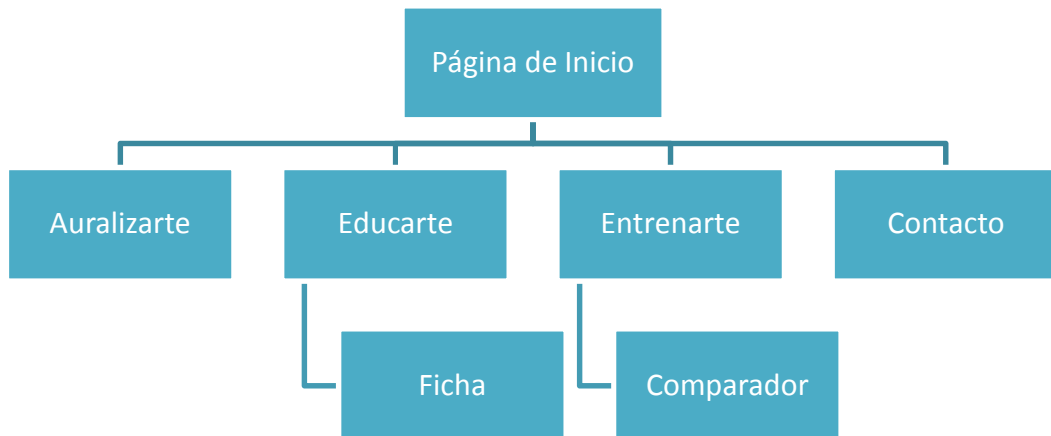 Página de Inicio
Auralizarte
Educarte
Entrenarte
Contacto
Ficha
Comparador